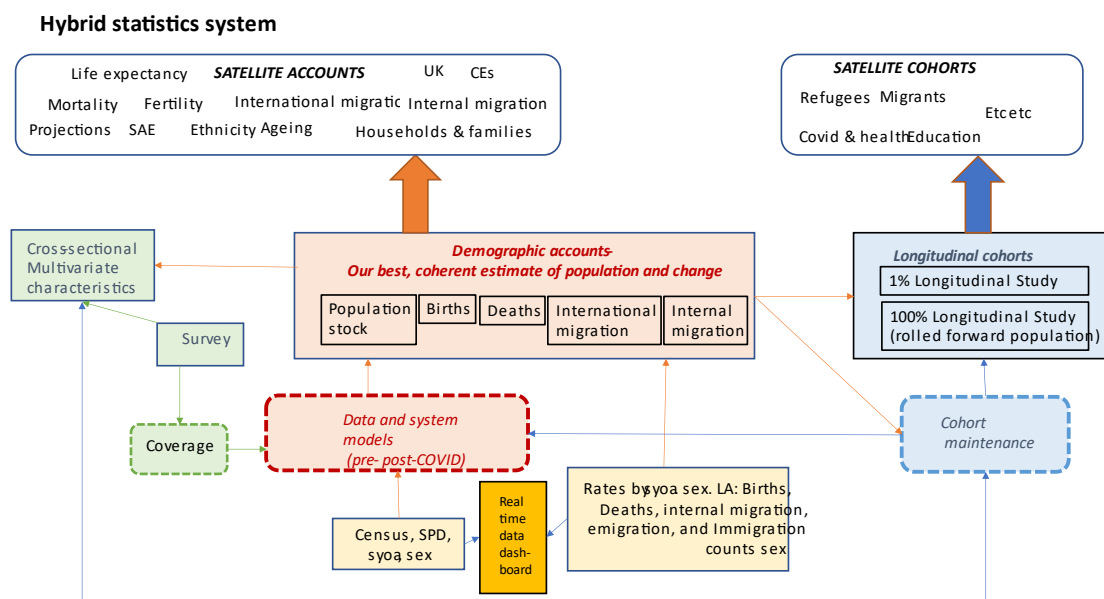 Hybrid statistics system
Life expectancy SATELLITE ACCOUNTS UK CEs
Mortality Fertility International migratic Internal migration
Projections SAE Ethnicity Ageing Households & families
SATELLITE COHORTS
Refugees Migrants
Etc etc
Covid & health Education
Cross-sectional
Multivariate
characteristics
Demographic accounts-
Our best, coherent estimate of population and change
Population
stock
Births
Deaths
International
migration
Internal
migration
Longitudinal cohorts
1% Longitudinal Study
100% Longitudinal Study
(rolled forward population)
Survey
Coverage
Data and system
models
(pre- post-COVID)
Cohort
maintenance
Census, SPD,
syoa, sex
Real
time
data
dash-
board
Rates by syoa sex. LA: Births,
Deaths, internal migration,
emigration, and Immigration
counts sex